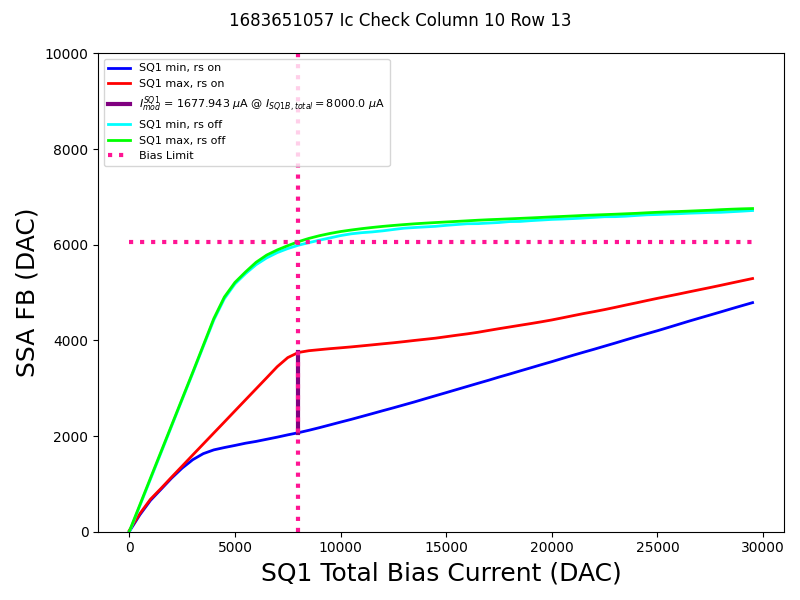 1683651057 Ic Check Column 10 Row 13
SSA FB (DAC)
10000
8000
6000
4000
2000
0
SQ1 min, rs on
SQ1 max, rs on
I_{mod}^{SQ1} = 1677.943 μA @ I_{SQ1B,total} = 8000.0 μA
SQ1 min, rs off
SQ1 max, rs off
Bias Limit
0 5000 10000 15000 20000 25000 30000
SQ1 Total Bias Current (DAC)